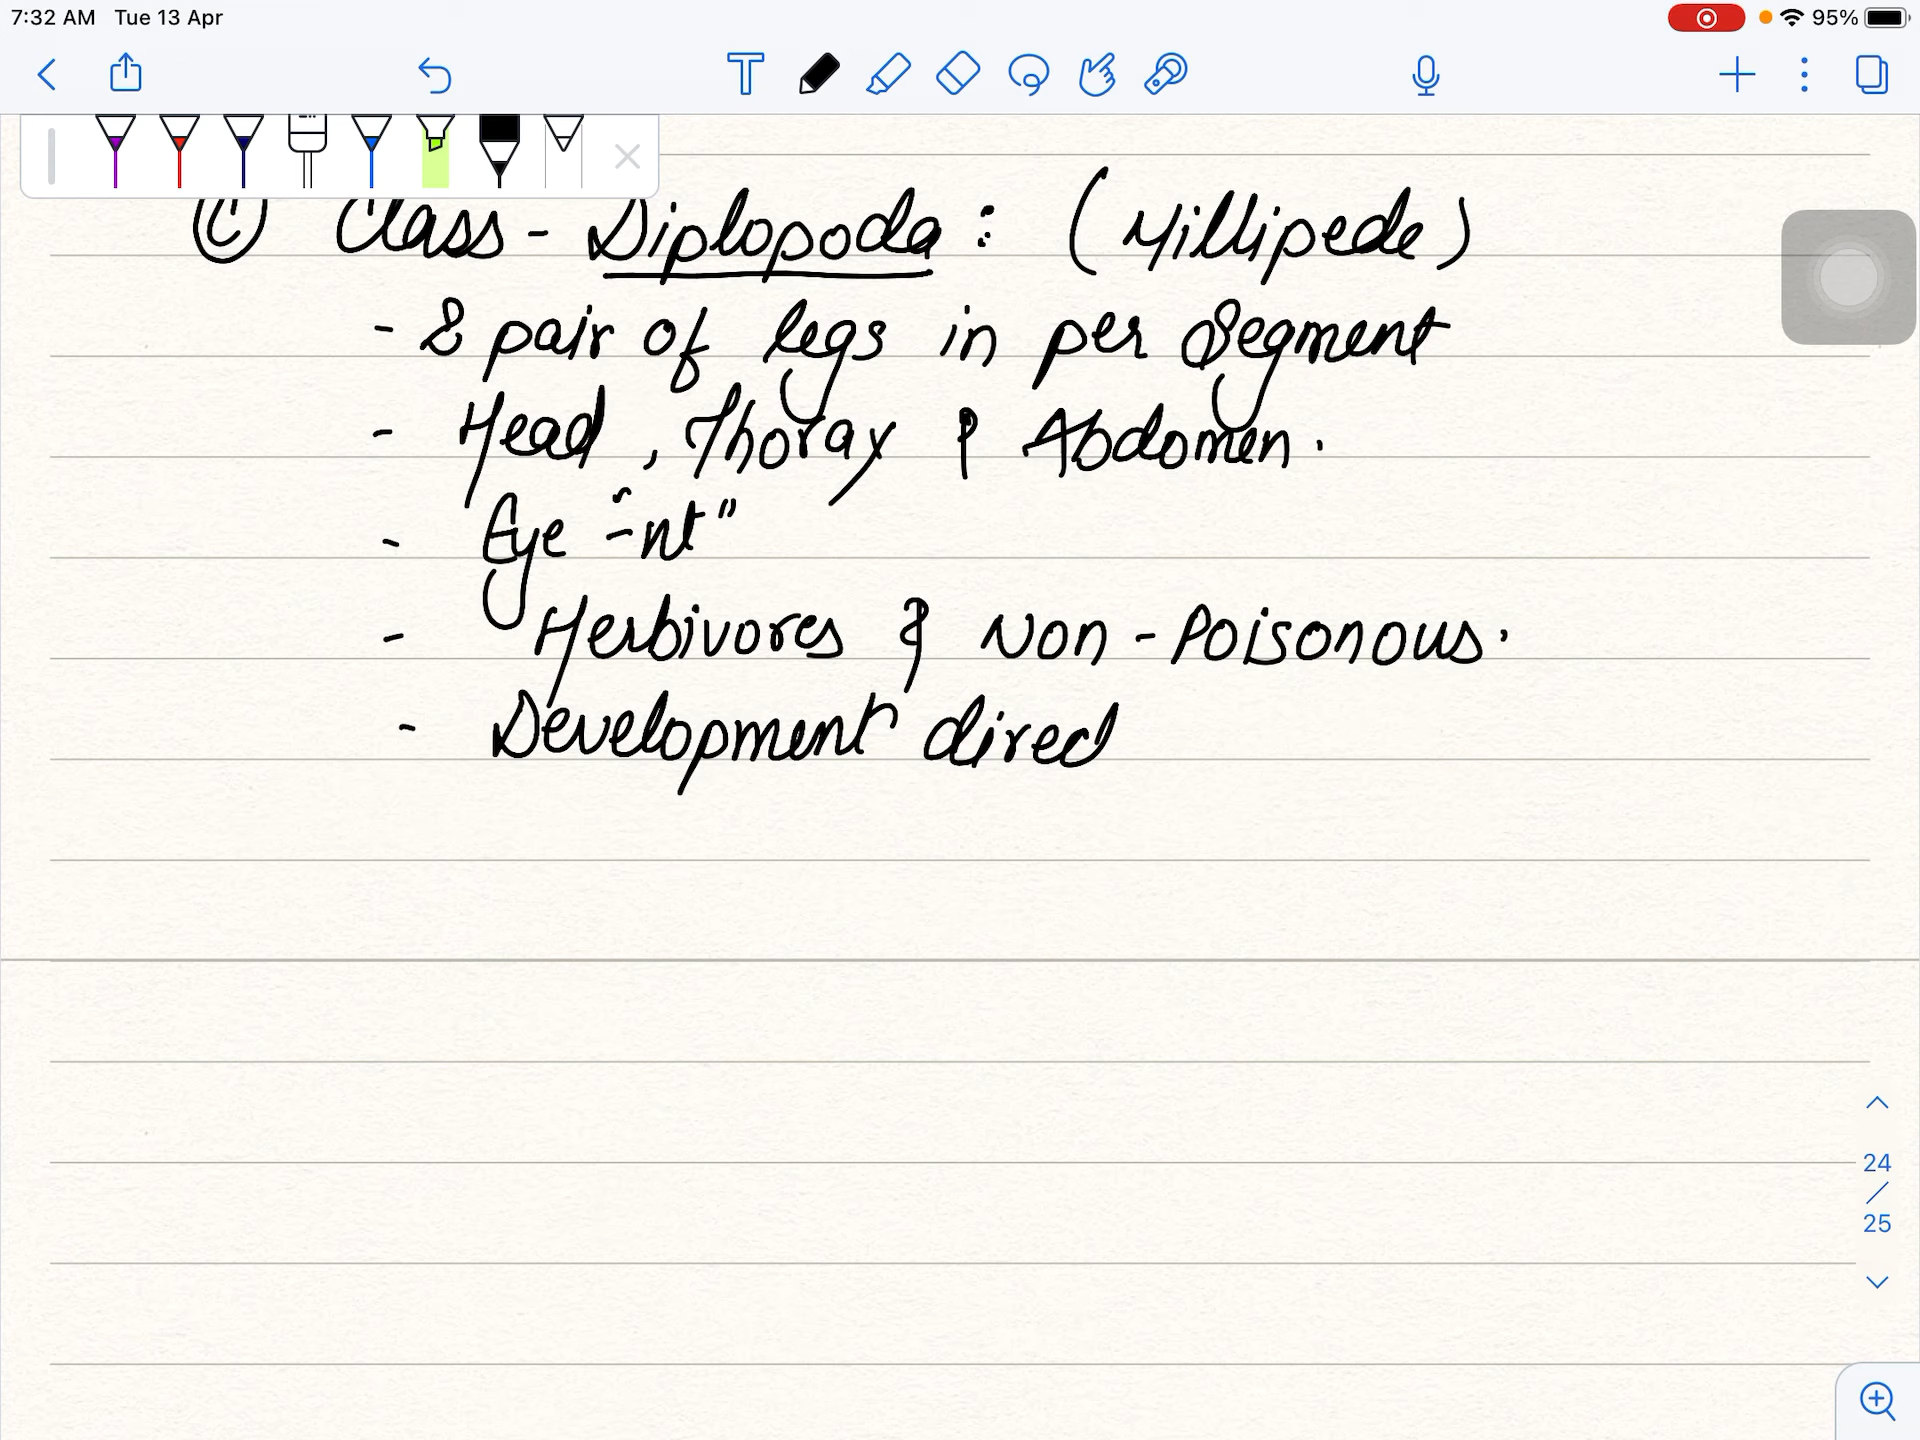 7:32 AM Tue 13 Apr 95%
T
© Class - Diplopoda : (Millipede)
- 2 pair of legs in per Segment
- Head , Thorax & Abdomen .
- Eye -nt"
- Herbivores & Non - Poisonous .
- Development direct
24
/
25